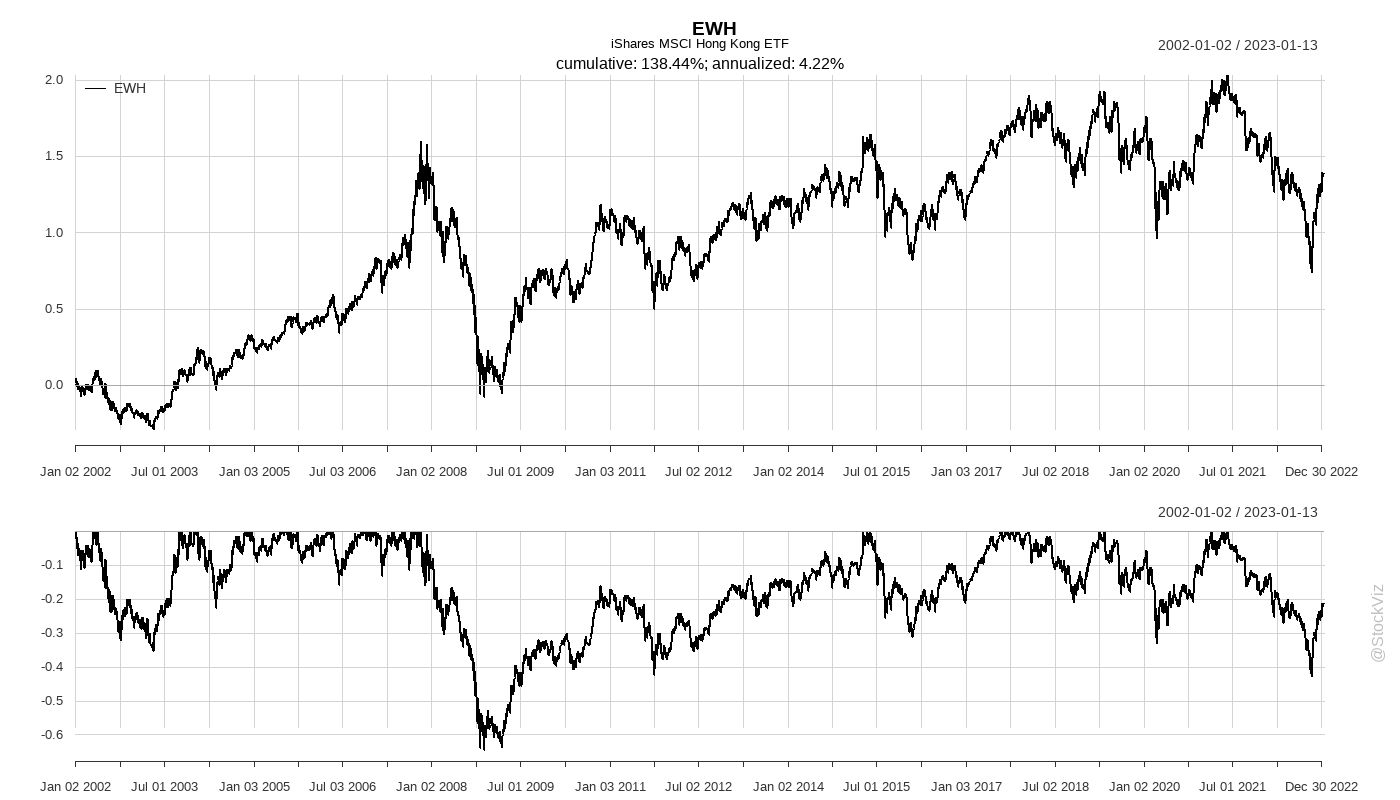 EWH
iShares MSCI Hong Kong ETF
2002-01-02 / 2023-01-13
cumulative: 138.44%; annualized: 4.22%
EWH
2.0
1.5
1.0
0.5
0.0
Jan 02 2002 Jul 01 2003 Jan 03 2005 Jul 03 2006 Jan 02 2008 Jul 01 2009 Jan 03 2011 Jul 02 2012 Jan 02 2014 Jul 01 2015 Jan 03 2017 Jul 02 2018 Jan 02 2020 Jul 01 2021 Dec 30 2022
2002-01-02 / 2023-01-13
-0.1
-0.2
-0.3
-0.4
-0.5
-0.6
Jan 02 2002 Jul 01 2003 Jan 03 2005 Jul 03 2006 Jan 02 2008 Jul 01 2009 Jan 03 2011 Jul 02 2012 Jan 02 2014 Jul 01 2015 Jan 03 2017 Jul 02 2018 Jan 02 2020 Jul 01 2021 Dec 30 2022
@StockViz